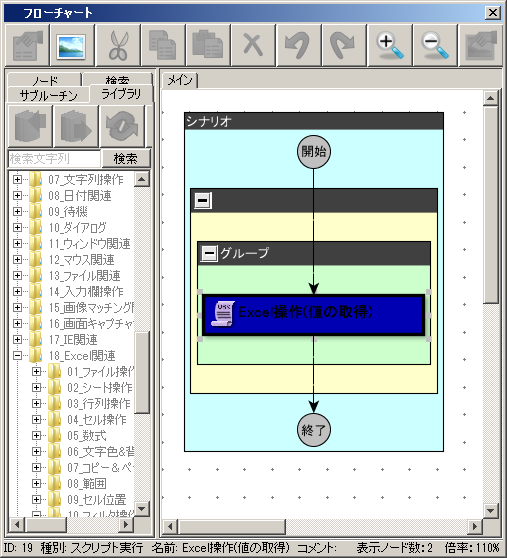 フローチャート
ノード
検索
サブルーチン
ライブラリ
メイン
検索文字列
検索
07_文字列操作
08_日付関連
09_待機
10_ダイアログ
11_ウィンドウ関連
12_マウス関連
13_ファイル関連
14_入力欄操作
15_画像マッチング
16_画面キャプチャ
17_IE関連
18_Excel関連
01_ファイル操作
02_シート操作
03_行列操作
04_セル操作
05_数式
06_文字色&背
07_コピー&ペ
08_範囲
09_セル位置
10_フィルタ操作
シナリオ
開始
グループ
Excel操作(値の取得)
終了
ID: 19 種別: スクリプト実行 名前: Excel操作(値の取得) コメント: 表示ノード数:2 倍率:110%